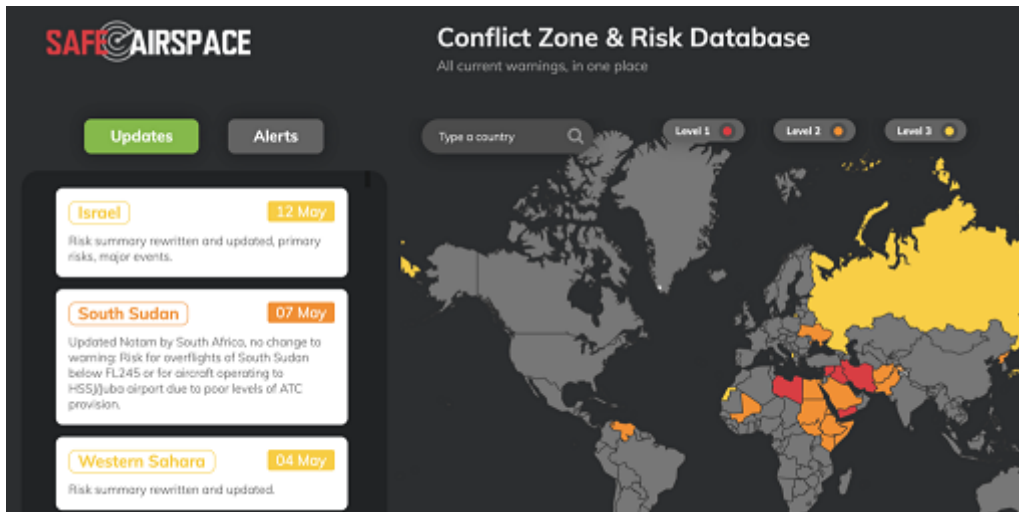 SAFE AIRSPACE
Conflict Zone & Risk Database
All current warnings, in one place
Updates
Alerts
Type a country
Level 1
Level 2
Level 3
Israel
12 May
Risk summary rewritten and updated, primary
risks, major events.
South Sudan
07 May
Updated Notam by South Africa, no change to
warning: Risk for overflights of South Sudan
below FL245 or for aircraft operating to
HSSJ/Juba airport due to poor levels of ATC
provision.
Western Sahara
04 May
Risk summary rewritten and updated.